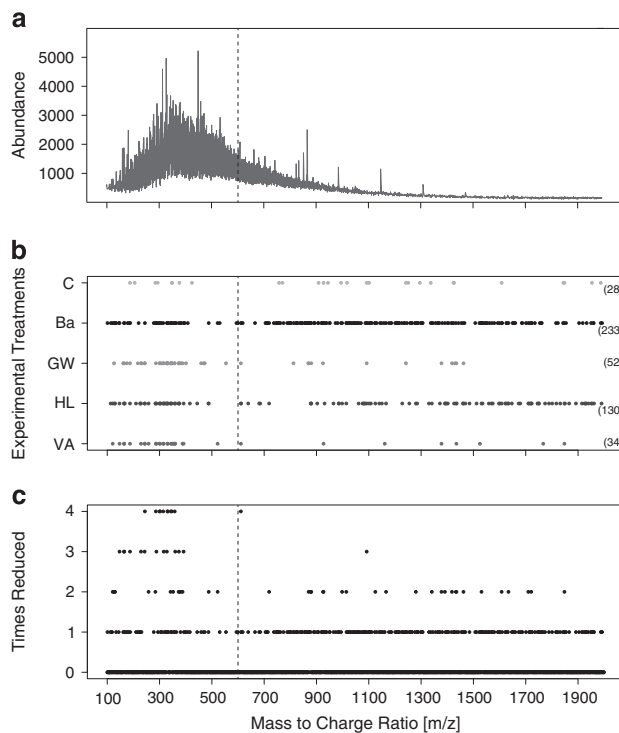 a
Abundance
5000
4000
3000
2000
1000
b
Experimental Treatments
C
(28
Ba
(233
GW
(52
HL
(130
VA
(34
c
Times Reduced
4
3
2
1
0
100 300 500 700 900 1100 1300 1500 1700 1900
Mass to Charge Ratio [m/z]